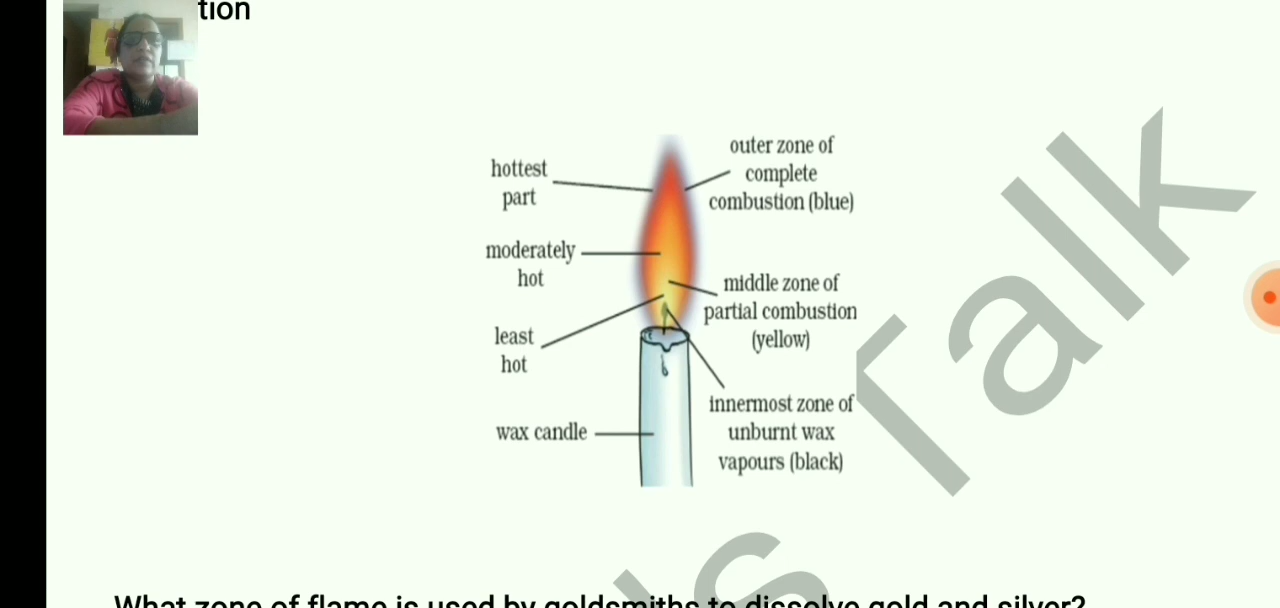 tion
hottest
part
outer zone of
complete
combustion (blue)
moderately
hot
middle zone of
partial combustion
(yellow)
least
hot
innermost zone of
unburnt wax
vapours (black)
wax candle
Talk
What zone of flame is used by goldsmiths to dissolve gold and silver?